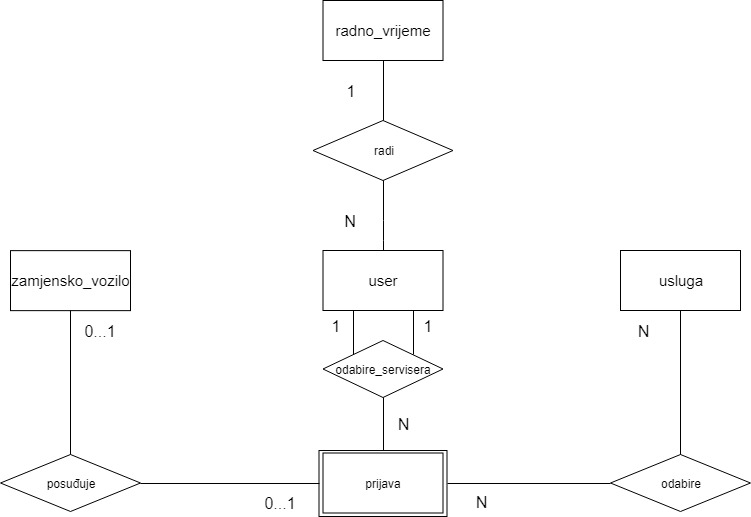 radno_vrijeme
1
radi
N
zamjensko_vozilo
user
usluga
0...1
1
1
N
odabire_servisera
N
posuđuje
prijava
odabire
0...1
N